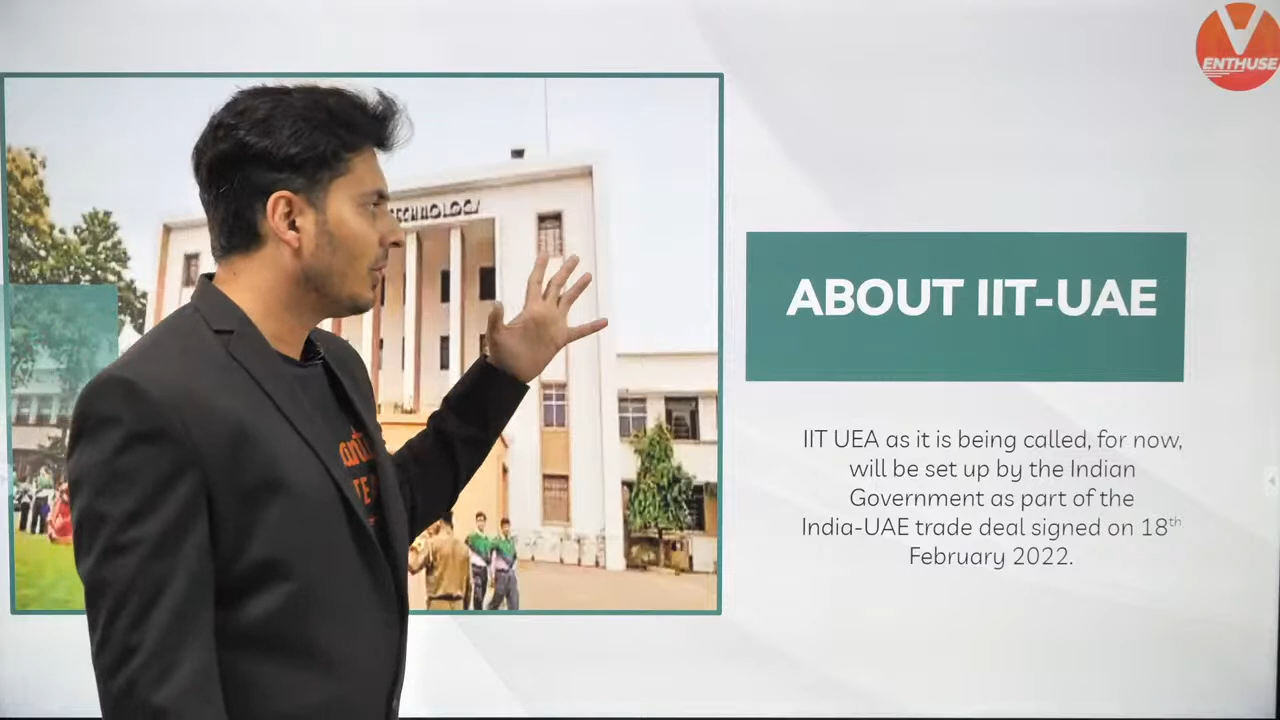 ENTHUSE
TECHNOLOGY
ABOUT IIT-UAE
IIT UEA as it is being called, for now,
will be set up by the Indian
Government as part of the
India-UAE trade deal signed on 18th
February 2022.